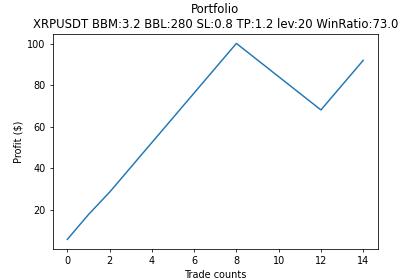 Portfolio
XRPUSDT BBM:3.2 BBL:280 SL:0.8 TP:1.2 lev:20 WinRatio:73.0
100
80
60
40
20
Profit ($)
0 2 4 6 8 10 12 14
Trade counts